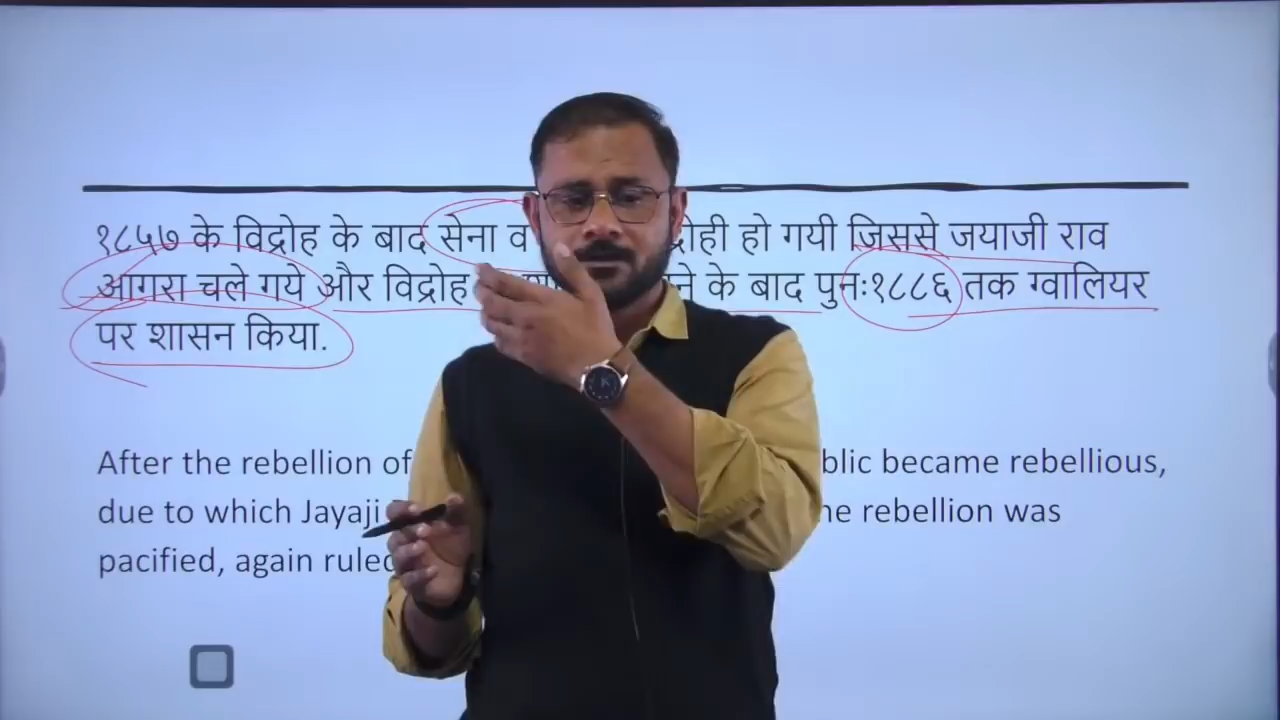 १८५७ के विद्रोह के बाद सेना व द्रोही हो गयी जिससे जयाजी राव
आगरा चले गये और विद्रोह ने के बाद पुनः१८८६ तक ग्वालियर
पर शासन किया.
After the rebellion of blic became rebellious,
due to which Jayaji he rebellion was
pacified, again ruled